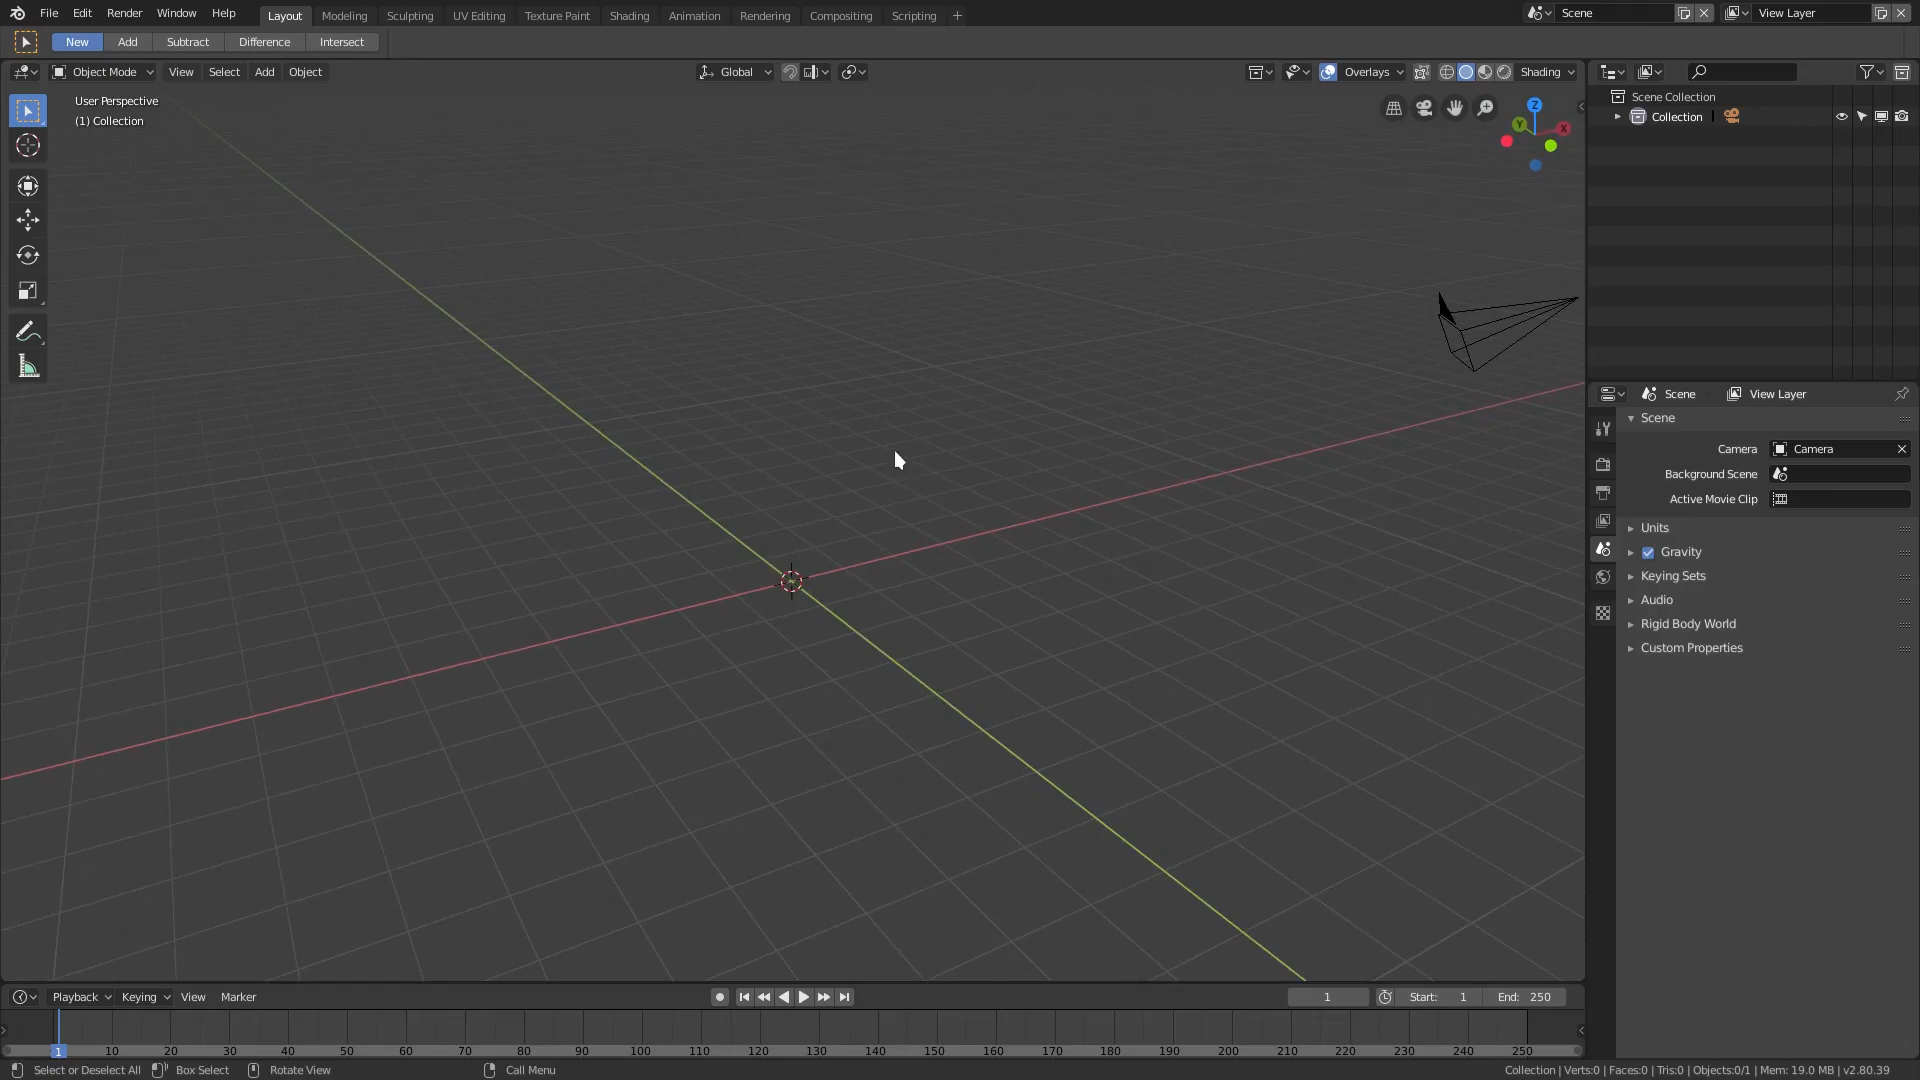 File Edit Render Window Help Layout Modeling Sculpting UV Editing Texture Paint Shading Animation Rendering Compositing Scripting + Scene View Layer
New Add Subtract Difference Intersect
Object Mode View Select Add Object Global Overlays Shading
User Perspective
(1) Collection
Z
Y
X
Scene Collection
Collection
Scene View Layer
Scene
Camera Camera
Background Scene
Active Movie Clip
Units
Gravity
Keying Sets
Audio
Rigid Body World
Custom Properties
Playback Keying View Marker 1 Start: 1 End: 250
1 10 20 30 40 50 60 70 80 90 100 110 120 130 140 150 160 170 180 190 200 210 220 230 240 250
Select or Deselect All Box Select Rotate View Call Menu Collection | Verts:0 | Faces:0 | Tris:0 | Objects:0/1 | Mem: 19.0 MB | v2.80.39